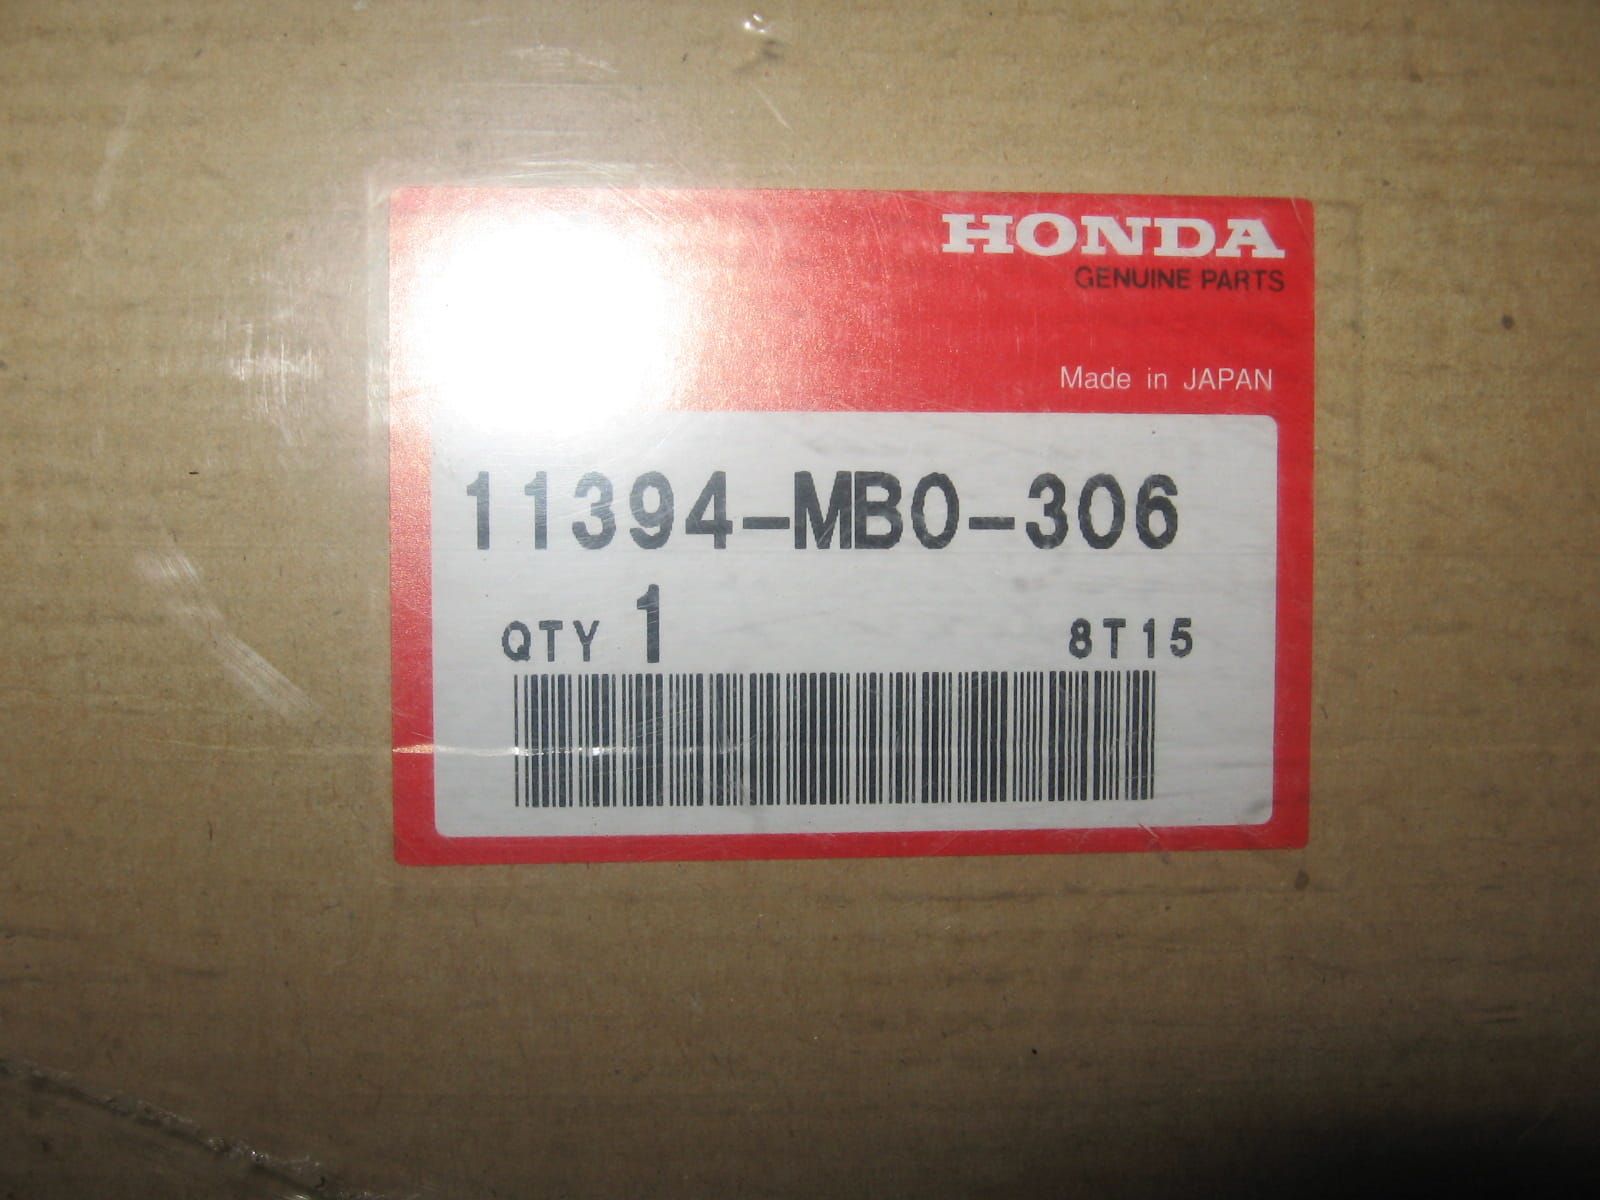 HONDA
GENUINE PARTS
Made in JAPAN
11394-MB0-306
QTY 1 8T15